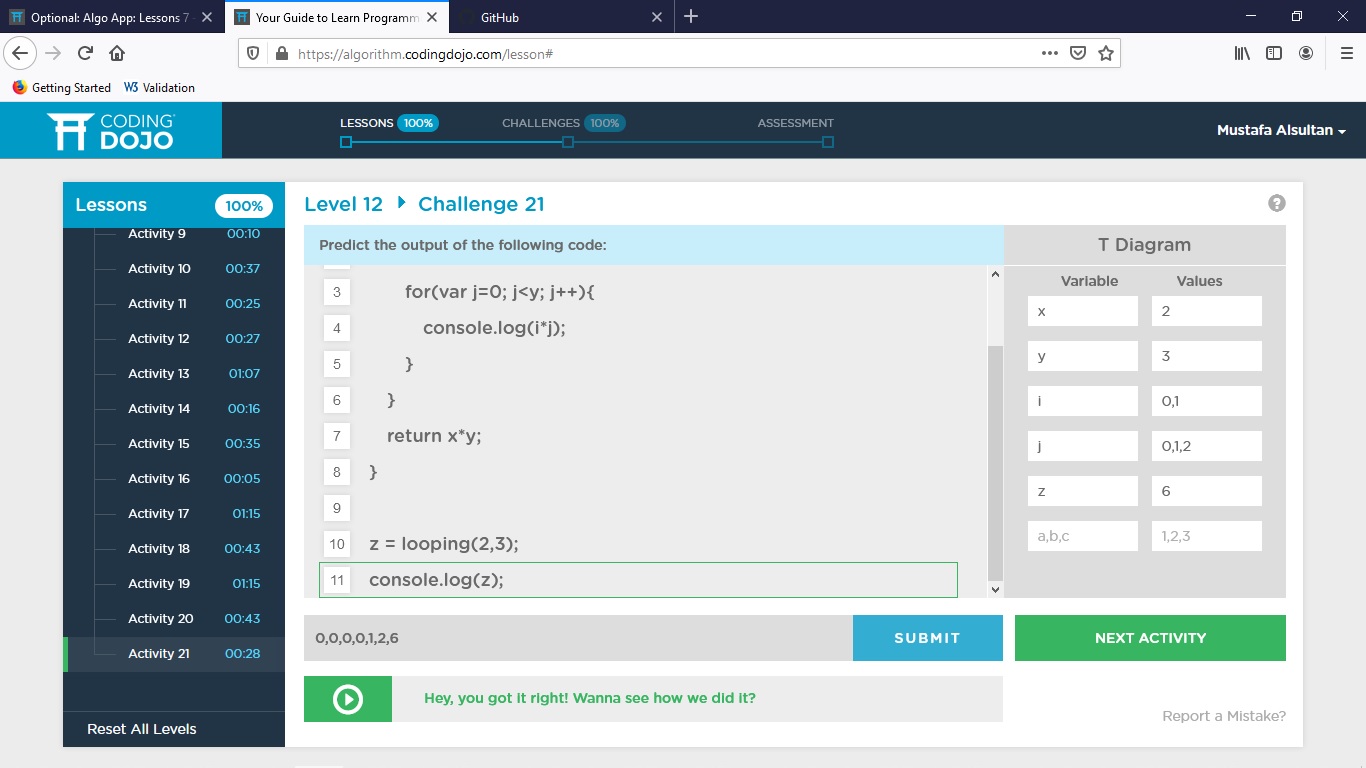 Optional: Algo App: Lessons 7
Your Guide to Learn Programm
GitHub
https://algorithm.codingdojo.com/lesson#
Getting Started
W3 Validation
CODING
DOJO
LESSONS 100%
CHALLENGES 100%
ASSESSMENT
Mustafa Alsultan
Lessons 100%
Activity 9 00:10
Activity 10 00:37
Activity 11 00:25
Activity 12 00:27
Activity 13 01:07
Activity 14 00:16
Activity 15 00:35
Activity 16 00:05
Activity 17 01:15
Activity 18 00:43
Activity 19 01:15
Activity 20 00:43
Activity 21 00:28
Reset All Levels
Level 12 Challenge 21
?
Predict the output of the following code:
3 for(var j=0; j<y; j++){
4 console.log(i*j);
5 }
6 }
7 return x*y;
8 }
9
10 z = looping(2,3);
11 console.log(z);
T Diagram
Variable Values
x 2
y 3
i 0,1
j 0,1,2
z 6
a,b,c 1,2,3
0,0,0,0,1,2,6
SUBMIT
NEXT ACTIVITY
Hey, you got it right! Wanna see how we did it?
Report a Mistake?